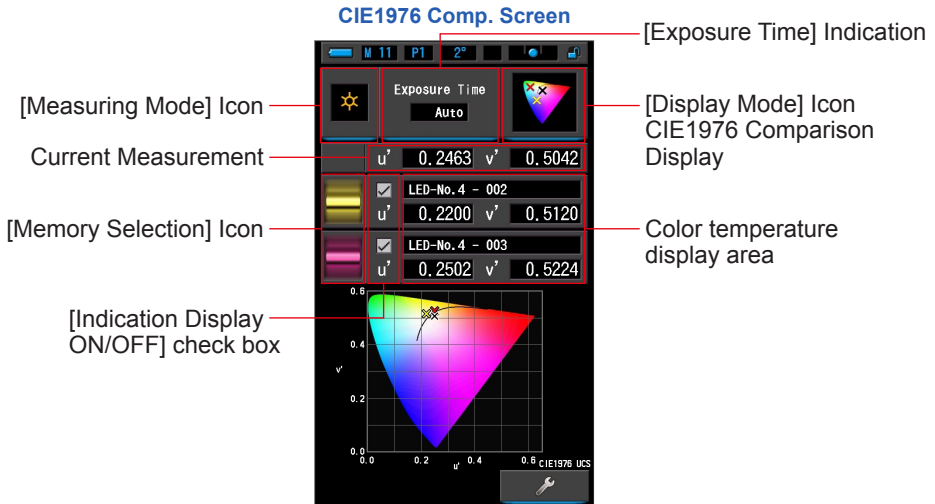 CIE1976 Comp. Screen
[Exposure Time] Indication
M 11 P1 2°
[Measuring Mode] Icon
Exposure Time
Auto
[Display Mode] Icon
CIE1976 Comparison
Display
Current Measurement
u' 0.2463 v' 0.5042
LED-No.4 - 002
u' 0.2200 v' 0.5120
[Memory Selection] Icon
LED-No.4 - 003
u' 0.2502 v' 0.5224
Color temperature
display area
[Indication Display
ON/OFF] check box
0.6
0.4
v'
0.2
0.0
0.0 0.2 u' 0.4 0.6 CIE1976 UCS